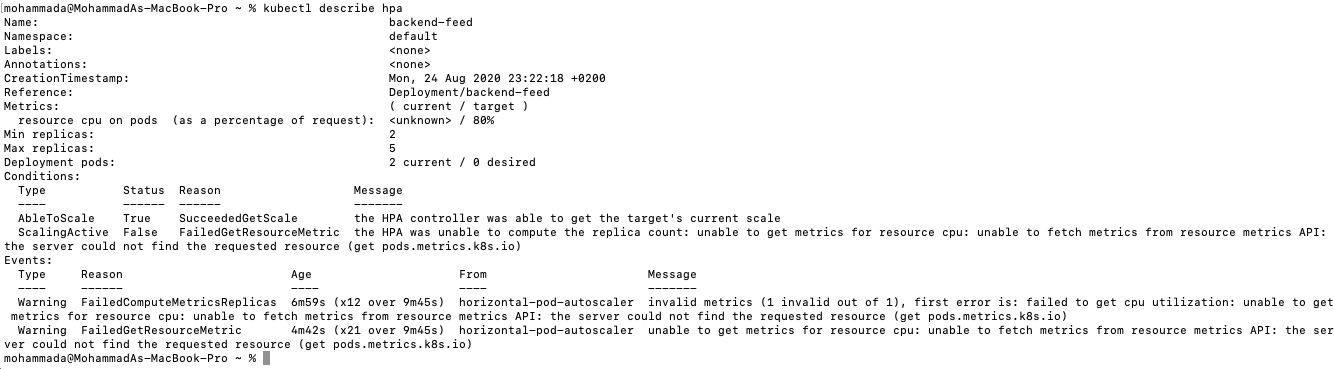 mohammada@MohammadAs-MacBook-Pro ~ % kubectl describe hpa
Name:                                                  backend-feed
Namespace:                                             default
Labels:                                                <none>
Annotations:                                           <none>
CreationTimestamp:                                     Mon, 24 Aug 2020 23:22:18 +0200
Reference:                                             Deployment/backend-feed
Metrics:                                               ( current / target )
  resource cpu on pods  (as a percentage of request):  <unknown> / 80%
Min replicas:                                          2
Max replicas:                                          5
Deployment pods:                                       2 current / 0 desired
Conditions:
  Type           Status  Reason                   Message
  ----           ------  ------                   -------
  AbleToScale    True    SucceededGetScale        the HPA controller was able to get the target's current scale
  ScalingActive  False   FailedGetResourceMetric  the HPA was unable to compute the replica count: unable to get metrics for resource cpu: unable to fetch metrics from resource metrics API:
the server could not find the requested resource (get pods.metrics.k8s.io)
Events:
  Type     Reason                        Age                     From                       Message
  ----     ------                        ----                    ----                       -------
  Warning  FailedComputeMetricsReplicas  6m59s (x12 over 9m45s)  horizontal-pod-autoscaler  invalid metrics (1 invalid out of 1), first error is: failed to get cpu utilization: unable to get
 metrics for resource cpu: unable to fetch metrics from resource metrics API: the server could not find the requested resource (get pods.metrics.k8s.io)
  Warning  FailedGetResourceMetric       4m42s (x21 over 9m45s)  horizontal-pod-autoscaler  unable to get metrics for resource cpu: unable to fetch metrics from resource metrics API: the ser
ver could not find the requested resource (get pods.metrics.k8s.io)
mohammada@MohammadAs-MacBook-Pro ~ %